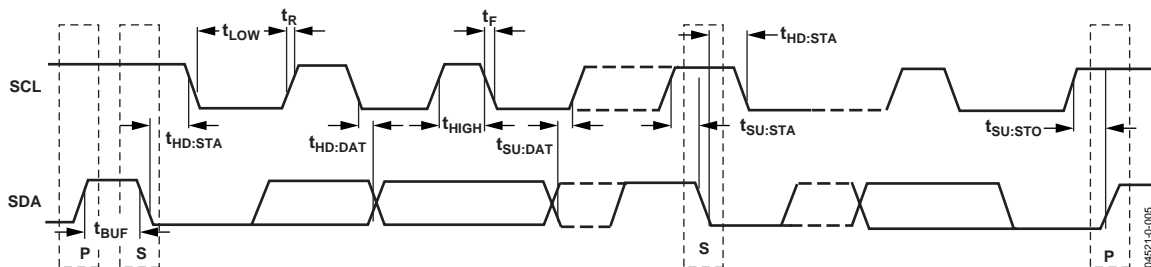 tR
tF
tLOW
tHD:STA
SCL
tHD:STA
tHD:DAT
tHIGH
tSU:DAT
tSU:STA
tSU:STO
SDA
tBUF
P
S
S
P
04521-0-005